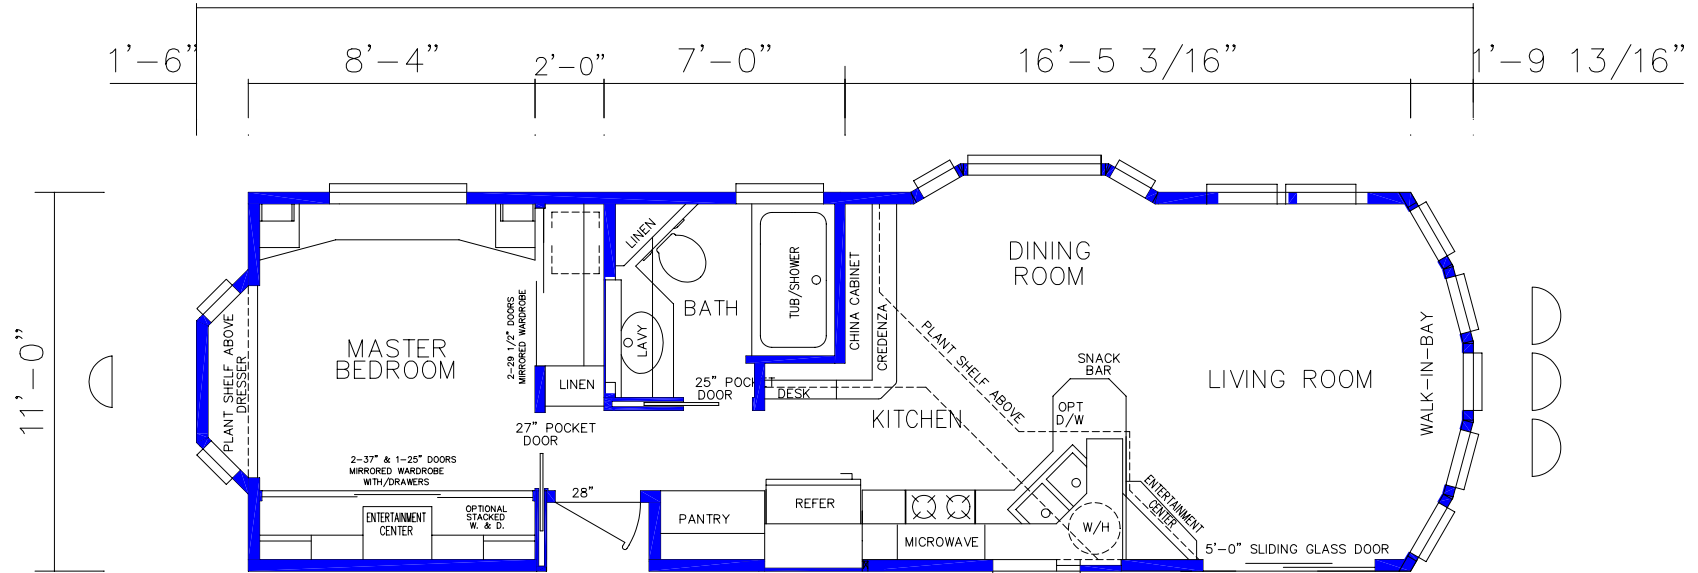 1'-6"
8'-4"
2'-0"
7'-0"
16'-5 3/16"
1'-9 13/16"
11'-0"
PLANT SHELF ABOVE
DRESSER
MASTER
BEDROOM
2-29 1/2" DOORS
MIRRORED WARDROBE
LINEN
LINEN
LAVY
BATH
TUB/SHOWER
25" POCKET
DOOR
27" POCKET
DOOR
2-37" & 1-25" DOORS
MIRRORED WARDROBE
WITH/DRAWERS
ENTERTAINMENT
CENTER
OPTIONAL
STACKED
W. & D.
28"
CHINA CABINET
CREDENZA
DESK
DINING
ROOM
PLANT SHELF ABOVE
KITCHEN
SNACK
BAR
OPT
D/W
LIVING ROOM
WALK-IN-BAY
PANTRY
REFER
MICROWAVE
W/H
ENTERTAINMENT
CENTER
5'-0" SLIDING GLASS DOOR